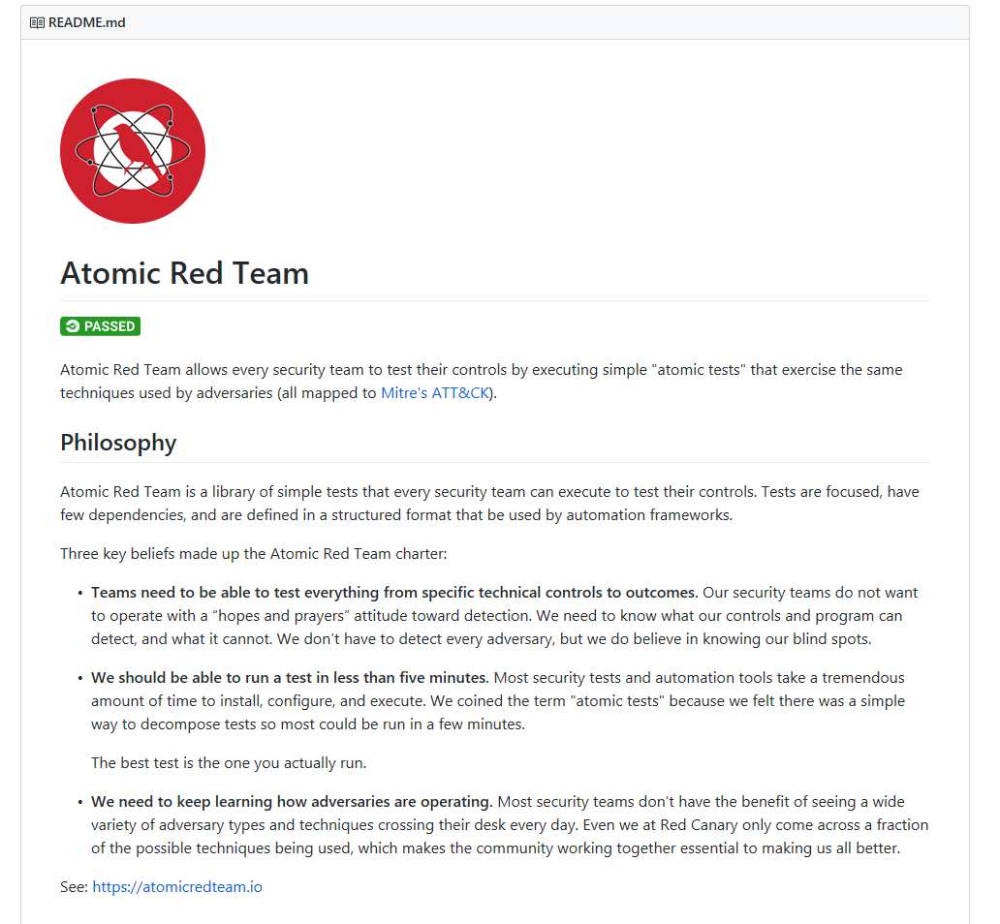 README.md
Atomic Red Team
PASSED
Atomic Red Team allows every security team to test their controls by executing simple "atomic tests" that exercise the same
techniques used by adversaries (all mapped to Mitre's ATT&CK).
Philosophy
Atomic Red Team is a library of simple tests that every security team can execute to test their controls. Tests are focused, have
few dependencies, and are defined in a structured format that be used by automation frameworks.
Three key beliefs made up the Atomic Red Team charter:
• Teams need to be able to test everything from specific technical controls to outcomes. Our security teams do not want
to operate with a “hopes and prayers” attitude toward detection. We need to know what our controls and program can
detect, and what it cannot. We don’t have to detect every adversary, but we do believe in knowing our blind spots.
• We should be able to run a test in less than five minutes. Most security tests and automation tools take a tremendous
amount of time to install, configure, and execute. We coined the term "atomic tests" because we felt there was a simple
way to decompose tests so most could be run in a few minutes.
The best test is the one you actually run.
• We need to keep learning how adversaries are operating. Most security teams don’t have the benefit of seeing a wide
variety of adversary types and techniques crossing their desk every day. Even we at Red Canary only come across a fraction
of the possible techniques being used, which makes the community working together essential to making us all better.
See: https://atomicredteam.io